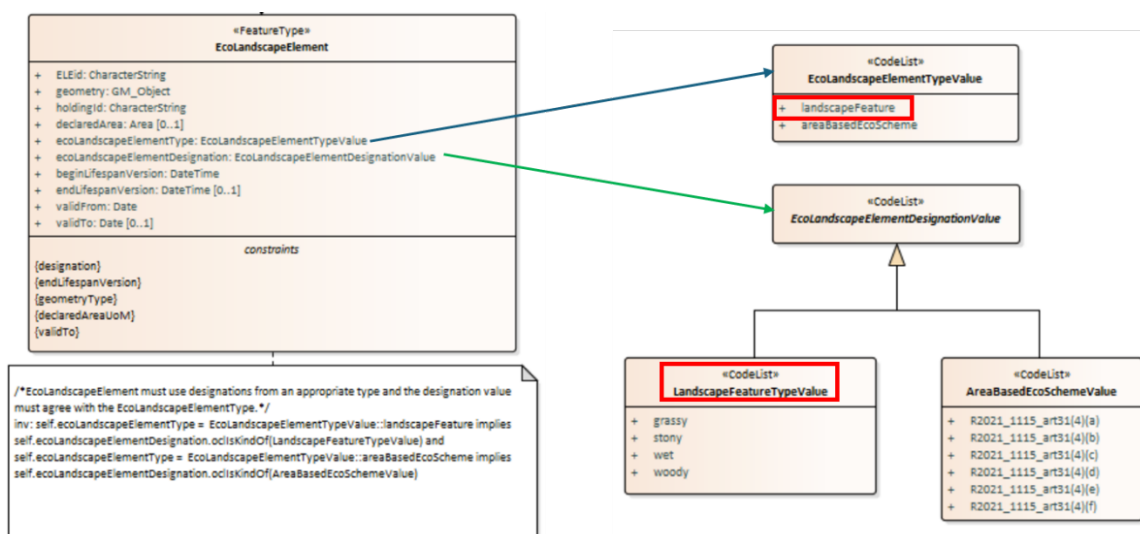 «FeatureType»
EcoLandscapeElement
+ ELEid: CharacterString
+ geometry: GM_Object
+ holdingId: CharacterString
+ declaredArea: Area [0..1]
+ ecoLandscapeElementType: EcoLandscapeElementTypeValue
+ ecoLandscapeElementDesignation: EcoLandscapeElementDesignationValue
+ beginLifespanVersion: DateTime
+ endLifespanVersion: DateTime [0..1]
+ validFrom: Date
+ validTo: Date [0..1]
constraints
{designation}
{endLifespanVersion}
{geometryType}
{declaredAreaUoM}
{validTo}
/*EcoLandscapeElement must use designations from an appropriate type and the designation value
must agree with the EcoLandscapeElementType.*/
inv: self.ecoLandscapeElementType = EcoLandscapeElementTypeValue::landscapeFeature implies
self.ecoLandscapeElementDesignation.oclIsKindOf(LandscapeFeatureTypeValue) and
self.ecoLandscapeElementType = EcoLandscapeElementTypeValue::areaBasedEcoScheme implies
self.ecoLandscapeElementDesignation.oclIsKindOf(AreaBasedEcoSchemeValue)
«CodeList»
EcoLandscapeElementTypeValue
+ landscapeFeature
+ areaBasedEcoScheme
«CodeList»
EcoLandscapeElementDesignationValue
«CodeList»
LandscapeFeatureTypeValue
+ grassy
+ stony
+ wet
+ woody
«CodeList»
AreaBasedEcoSchemeValue
+ R2021_1115_art31(4)(a)
+ R2021_1115_art31(4)(b)
+ R2021_1115_art31(4)(c)
+ R2021_1115_art31(4)(d)
+ R2021_1115_art31(4)(e)
+ R2021_1115_art31(4)(f)